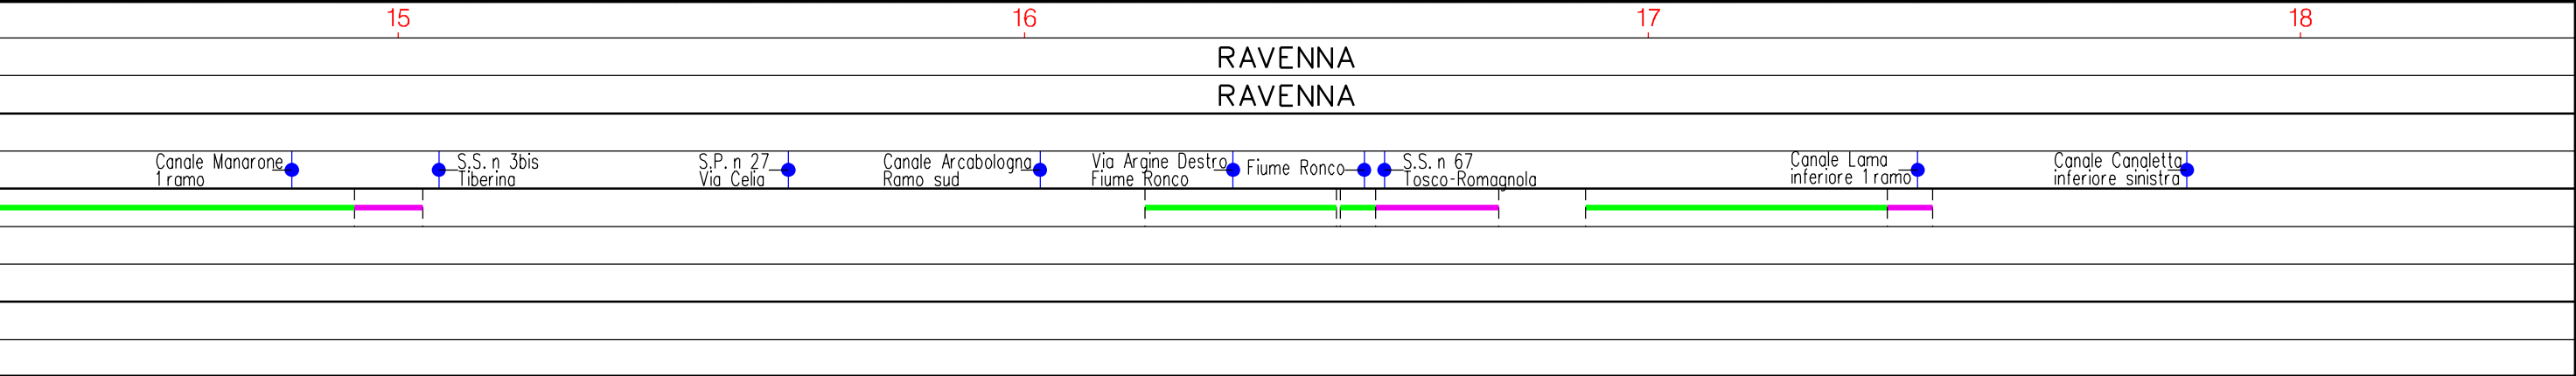 15 16 17 18
RAVENNA
RAVENNA
Canale Manarone
1 ramo
S.S. n 3bis
Tiberina
S.P. n 27
Via Celia
Canale Arcabologna
Ramo sud
Via Argine Destro
Fiume Ronco
Fiume Ronco
S.S. n 67
Tosco-Romagnola
Canale Lama
inferiore 1 ramo
Canale Canaletta
inferiore sinistra